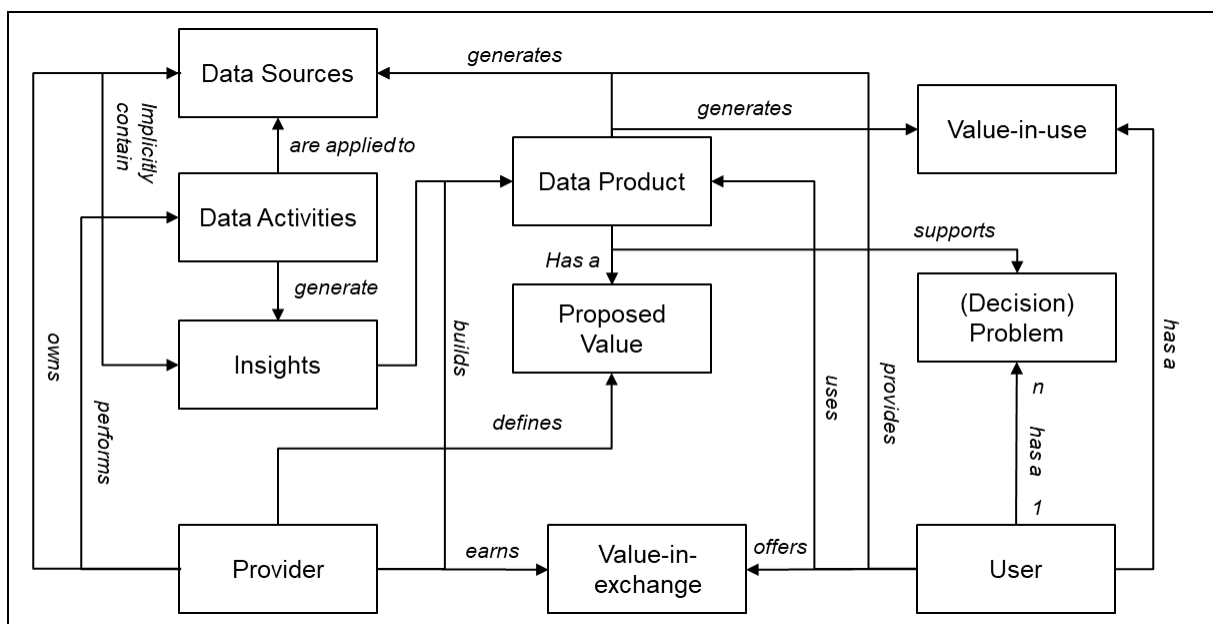 Data Sources
generates
generates
Value-in-use
Implicitly
contain
are applied to
Data Product
Data Activities
supports
Has a
generate
(Decision)
Problem
Proposed
Value
Insights
owns
performs
builds
uses
provides
has a
n
has a
1
defines
Provider
earns
Value-in-
exchange
offers
User